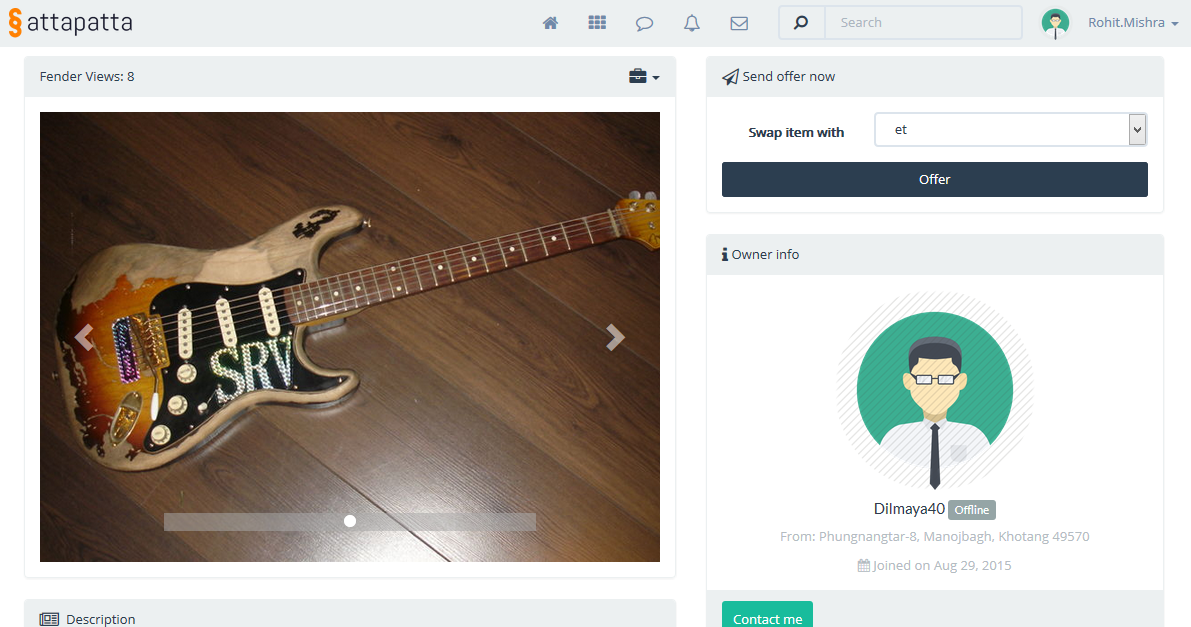 § attapatta
Search
Rohit.Mishra
Fender Views: 8
SRV
Description
Send offer now
Swap item with
et
Offer
Owner info
Dilmaya40 Offline
From: Phungnangtar-8, Manojbagh, Khotang 49570
Joined on Aug 29, 2015
Contact me